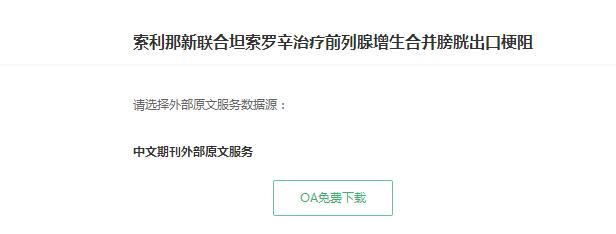 索利那新联合坦索罗辛治疗前列腺增生合并膀胱出口梗阻
请选择外部原文服务数据源：
中文期刊外部原文服务
OA免费下载